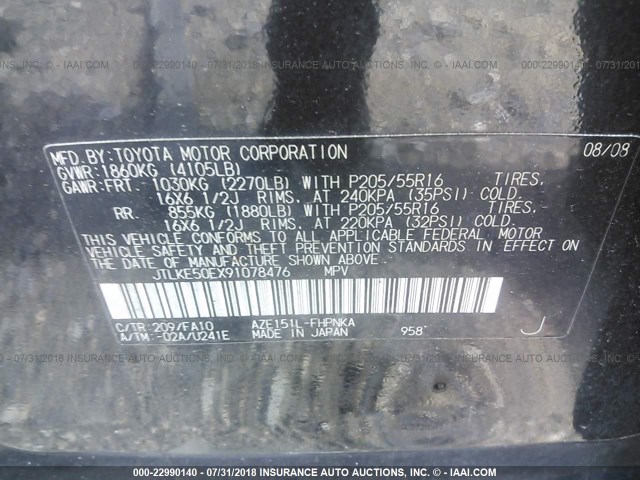 MFD.BY:TOYOTA MOTOR CORPORATION 08/08
GVWR:1860KG (4105LB)
GAWR:FRT. 1030KG (2270LB) WITH P205/55R16 TIRES,
16X6 1/2J RIMS, AT 240KPA (35PSI) COLD.
RR. 855KG (1880LB) WITH P205/55R16 TIRES,
16X6 1/2J RIMS, AT 220KPA (32PSI) COLD.
THIS VEHICLE CONFORMS TO ALL APPLICABLE FEDERAL MOTOR
VEHICLE SAFETY AND THEFT PREVENTION STANDARDS IN EFFECT ON
THE DATE OF MANUFACTURE SHOWN ABOVE.
JTLKE50EX91078476 MPV
C/TR:209/FA10 AZE151L-FHPNKA
A/TM:-02A/U241E MADE IN JAPAN 958 J
000-22990140 - 07/31/2018 INSURANCE AUTO AUCTIONS - ©IAAI.COM